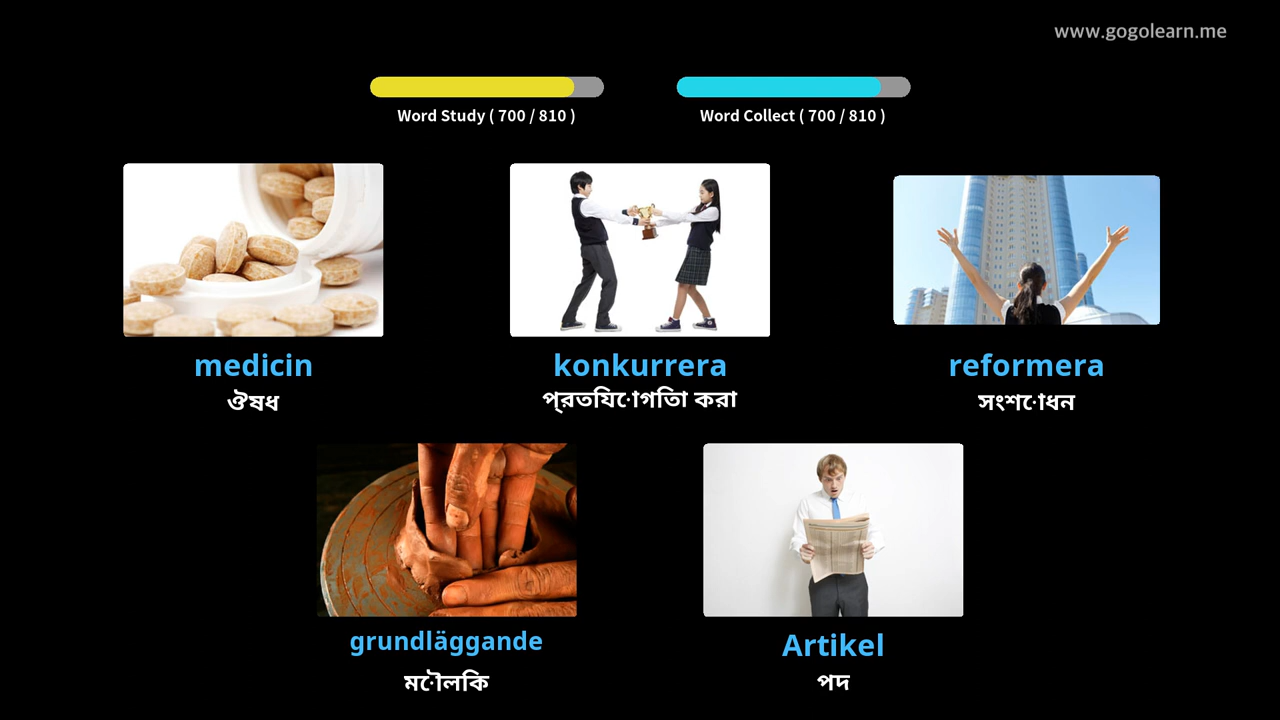 www.gogolearn.me
Word Study ( 700 / 810 )
Word Collect ( 700 / 810 )
medicin
konkurrera
reformera
ঔষধ
প্রতিযোগিতা করা
সংশোধন
grundläggande
Artikel
মৌলিক
পদ